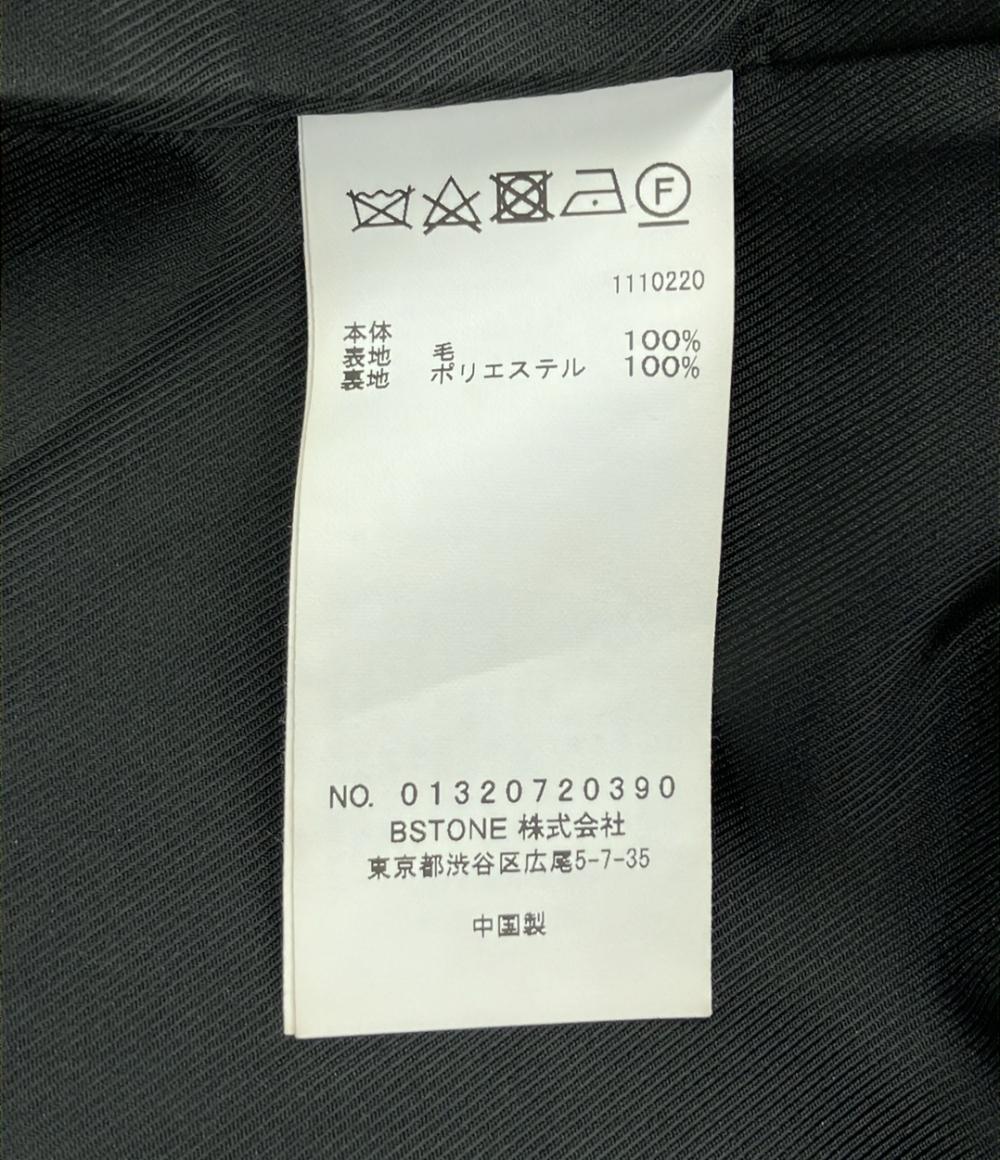 F
1110220
本体
表地 毛 100%
裏地 ポリエステル 100%
NO. 01320720390
BSTONE 株式会社
東京都渋谷区広尾5-7-35
中国製